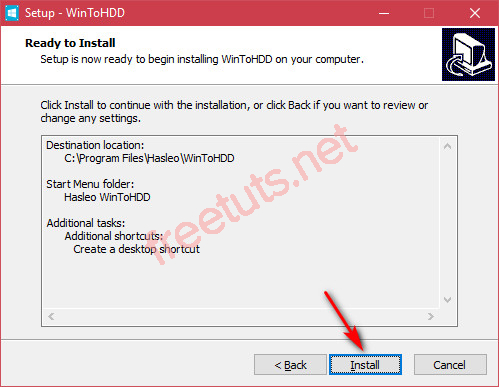 Setup - WinToHDD
Ready to Install
Setup is now ready to begin installing WinToHDD on your computer.
Click Install to continue with the installation, or click Back if you want to review or
change any settings.
Destination location:
C:\Program Files\Hasleo\WinToHDD
Start Menu folder:
Hasleo WinToHDD
Additional tasks:
Additional shortcuts:
Create a desktop shortcut
freetuts.net
< Back
Install
Cancel